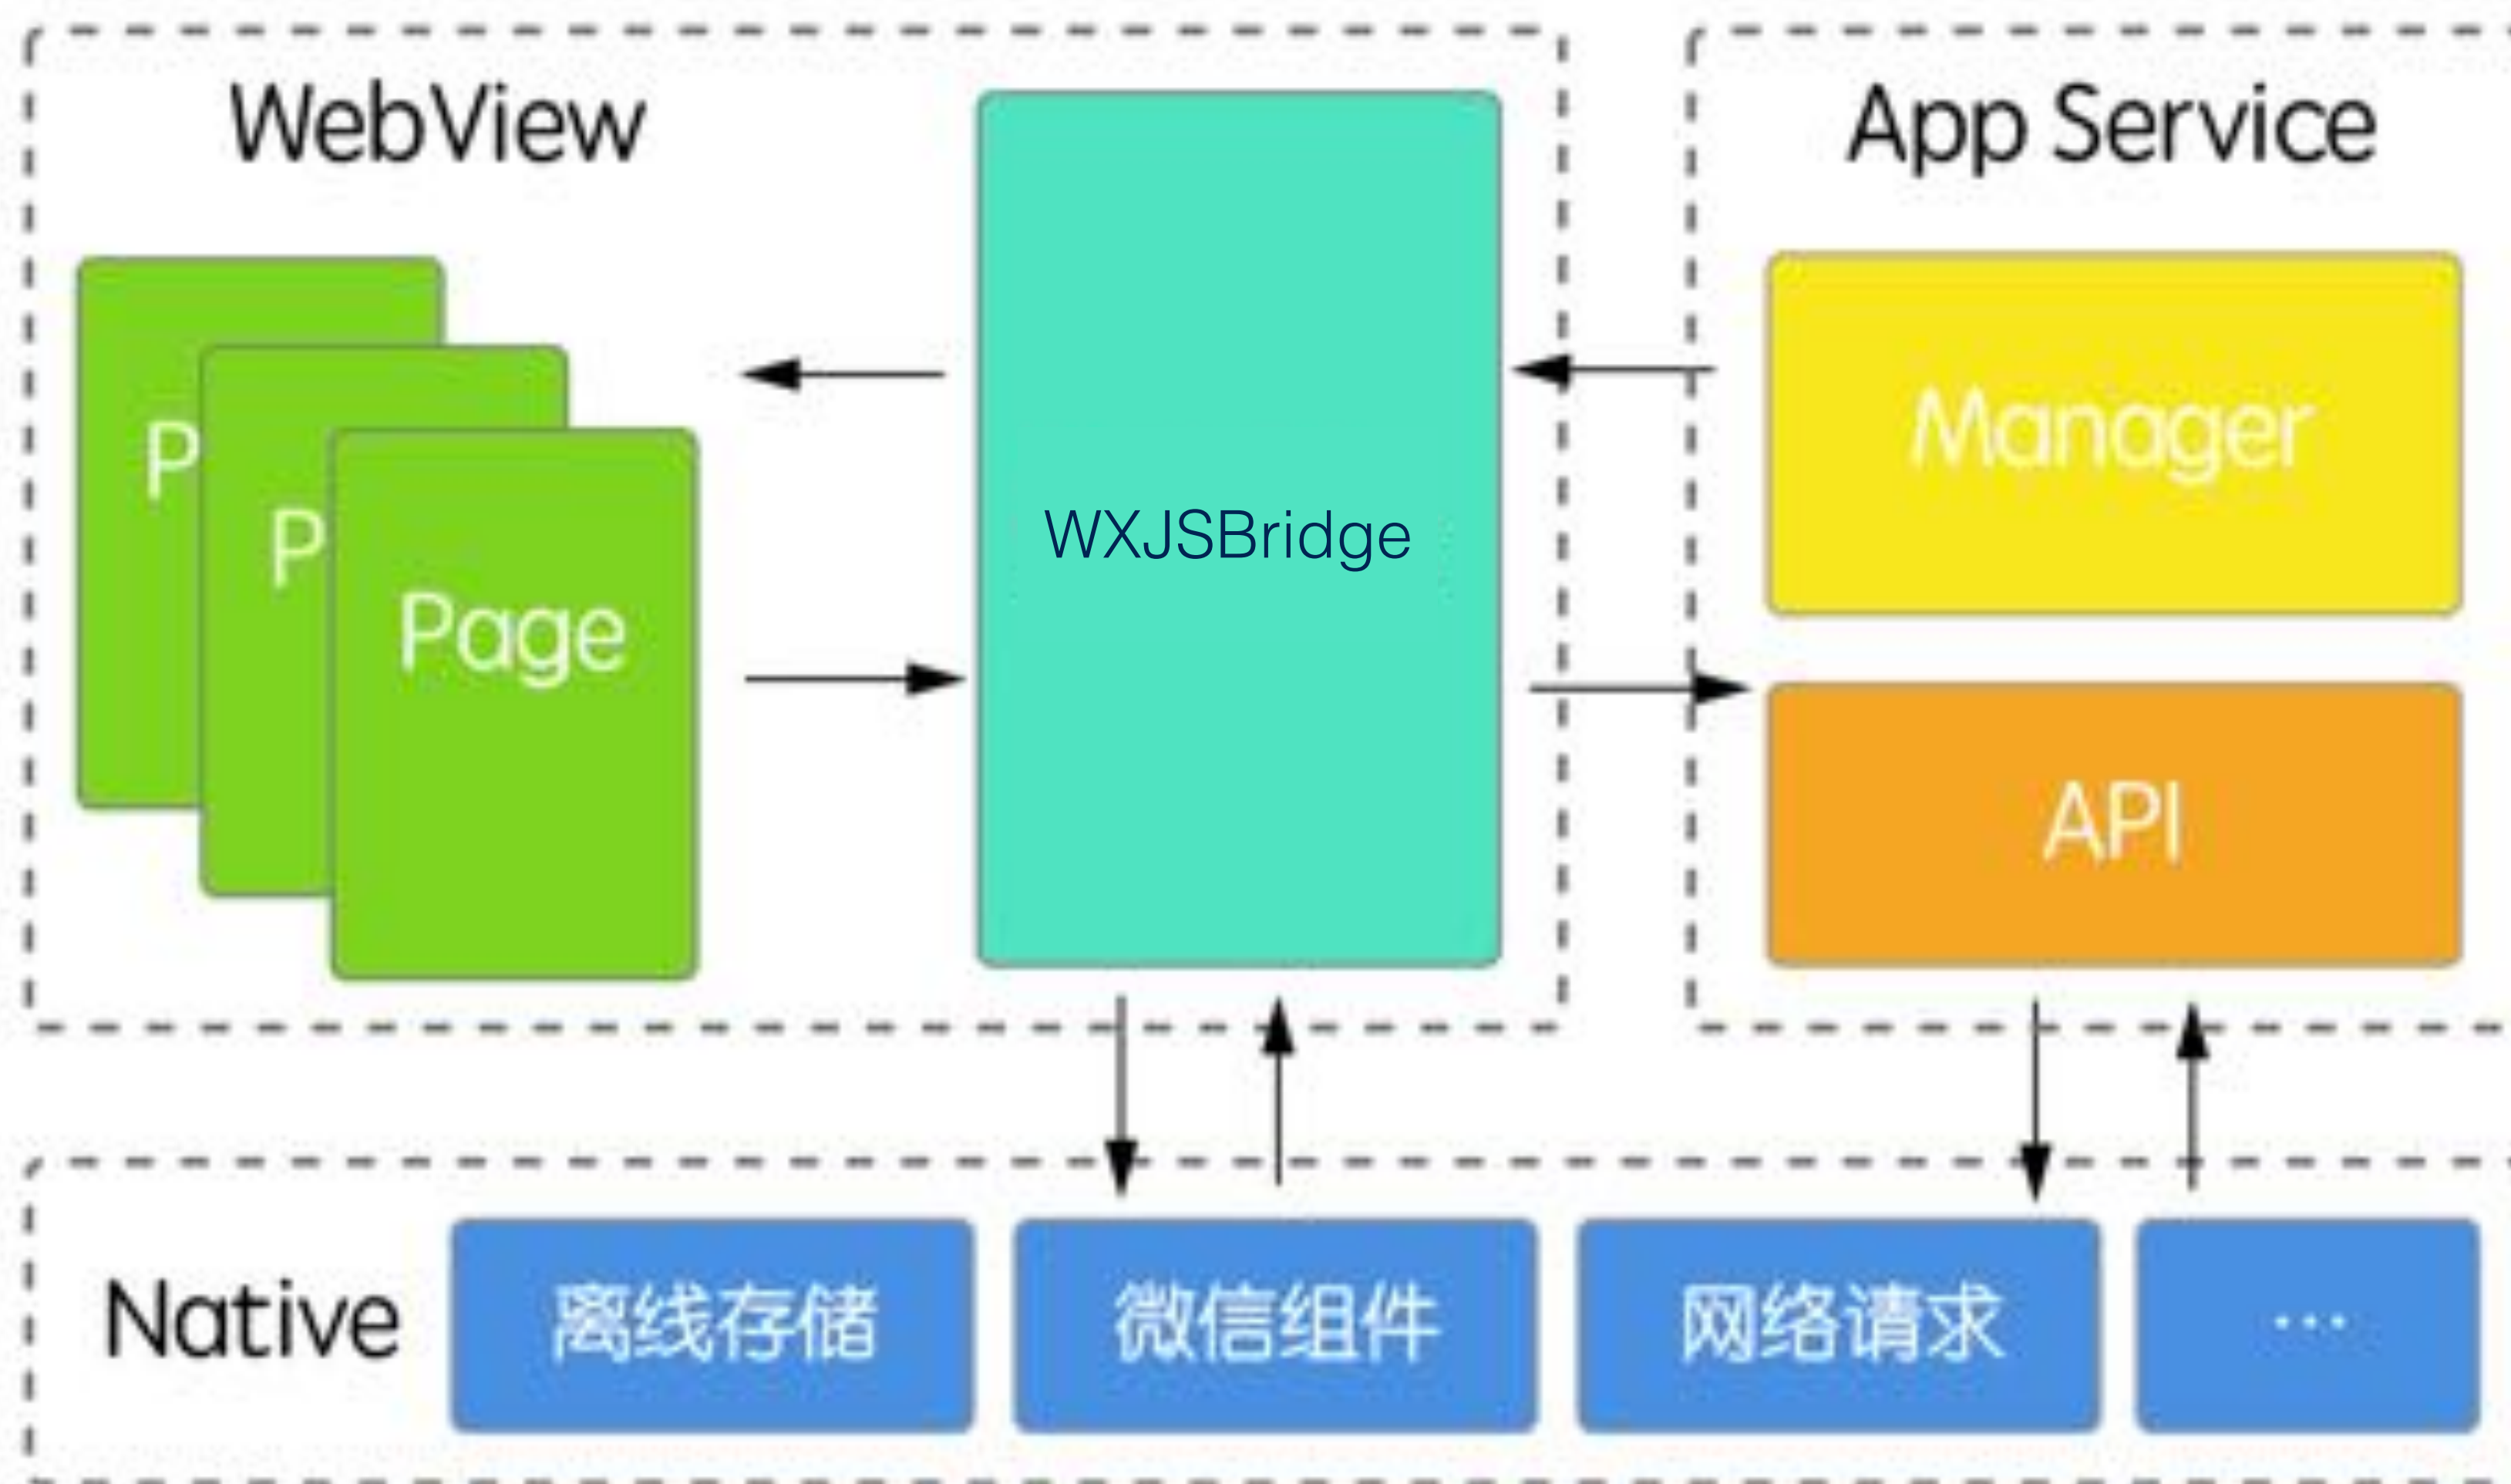 WebView
App Service
P
P
Page
WXJSBridge
Manager
API
Native
离线存储
微信组件
网络请求
...